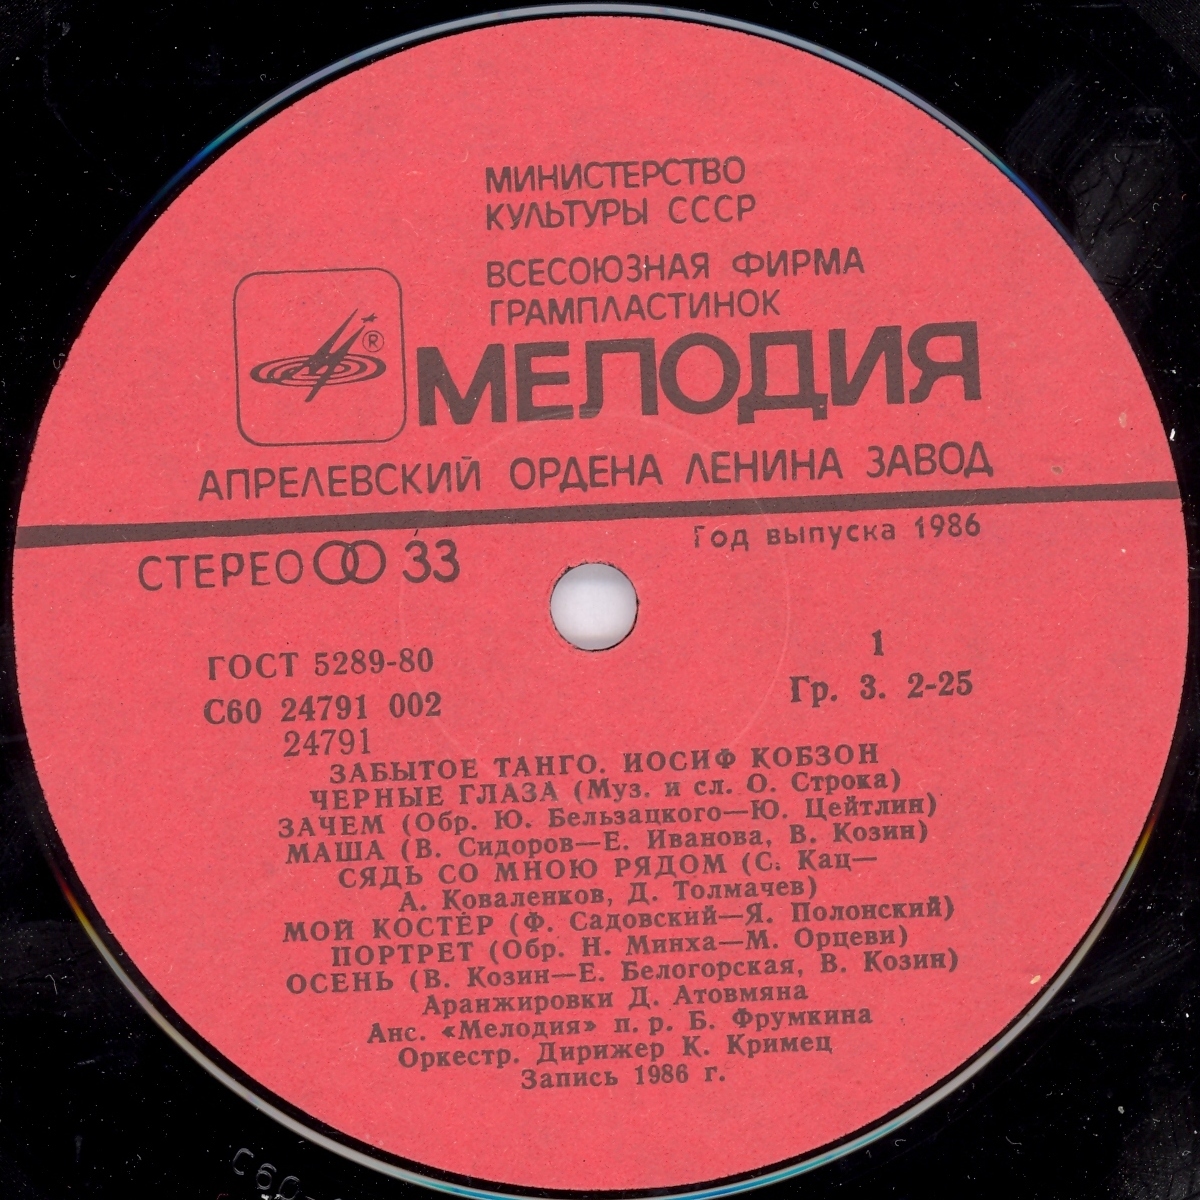 МИНИСТЕРСТВО
КУЛЬТУРЫ СССР
ВСЕСОЮЗНАЯ ФИРМА
ГРАМПЛАСТИНОК
®
МЕЛОДИЯ
АПРЕЛЕВСКИЙ ОРДЕНА ЛЕНИНА ЗАВОД
СТЕРЕО 33
Год выпуска 1986
ГОСТ 5289-80
1
С60 24791 002
Гр. 3. 2-25
24791
ЗАБЫТОЕ ТАНГО. ИОСИФ КОБЗОН
ЧЕРНЫЕ ГЛАЗА (Муз. и сл. О. Строка)
ЗАЧЕМ (Обр. Ю. Бельзацкого—Ю. Цейтлин)
МАША (В. Сидоров—Е. Иванова, В. Козин)
СЯДЬ СО МНОЮ РЯДОМ (С. Кац—
А. Коваленков, Д. Толмачев)
МОЙ КОСТЁР (Ф. Садовский—Я. Полонский)
ПОРТРЕТ (Обр. Н. Минха—М. Орцеви)
ОСЕНЬ (В. Козин—Е. Белогорская, В. Козин)
Аранжировки Д. Атовмяна
Анс. «Мелодия» п. р. Б. Фрумкина
Оркестр. Дирижер К. Кримец
Запись 1986 г.
С60-